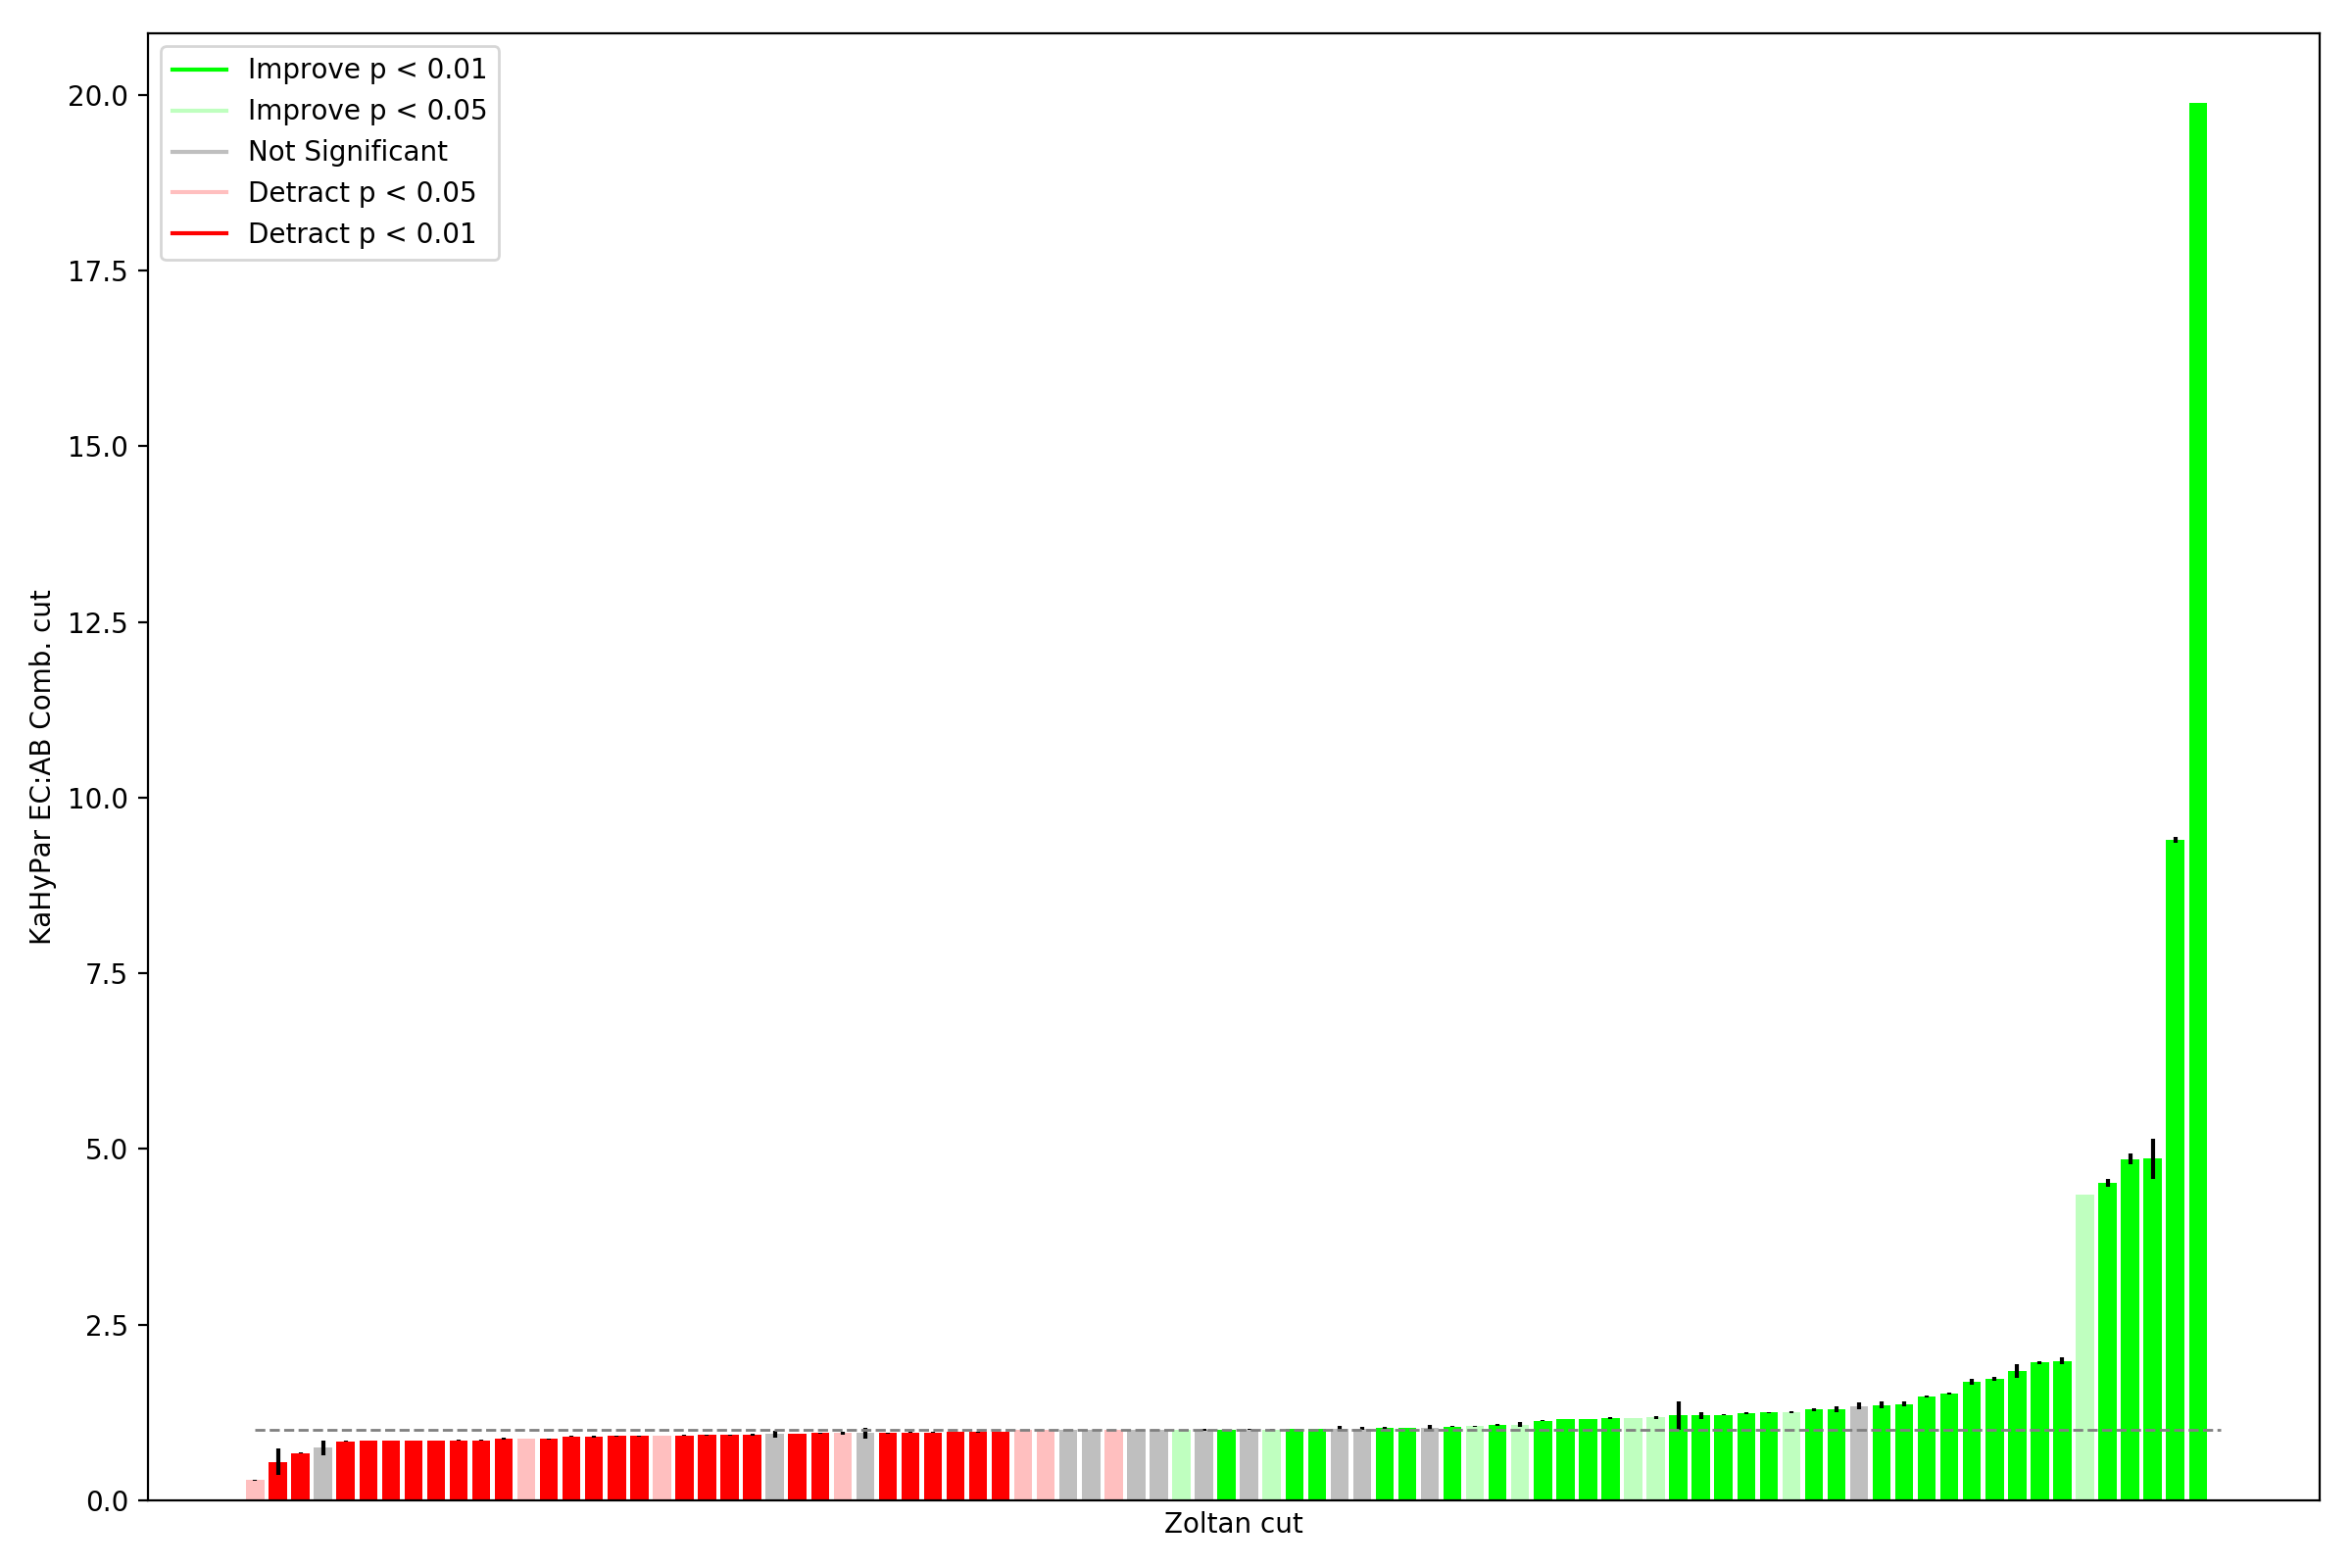 Improve p < 0.01
Improve p < 0.05
Not Significant
Detract p < 0.05
Detract p < 0.01
20.0
17.5
15.0
12.5
10.0
7.5
5.0
2.5
0.0
KaHyPar EC:AB Comb. cut
Zoltan cut